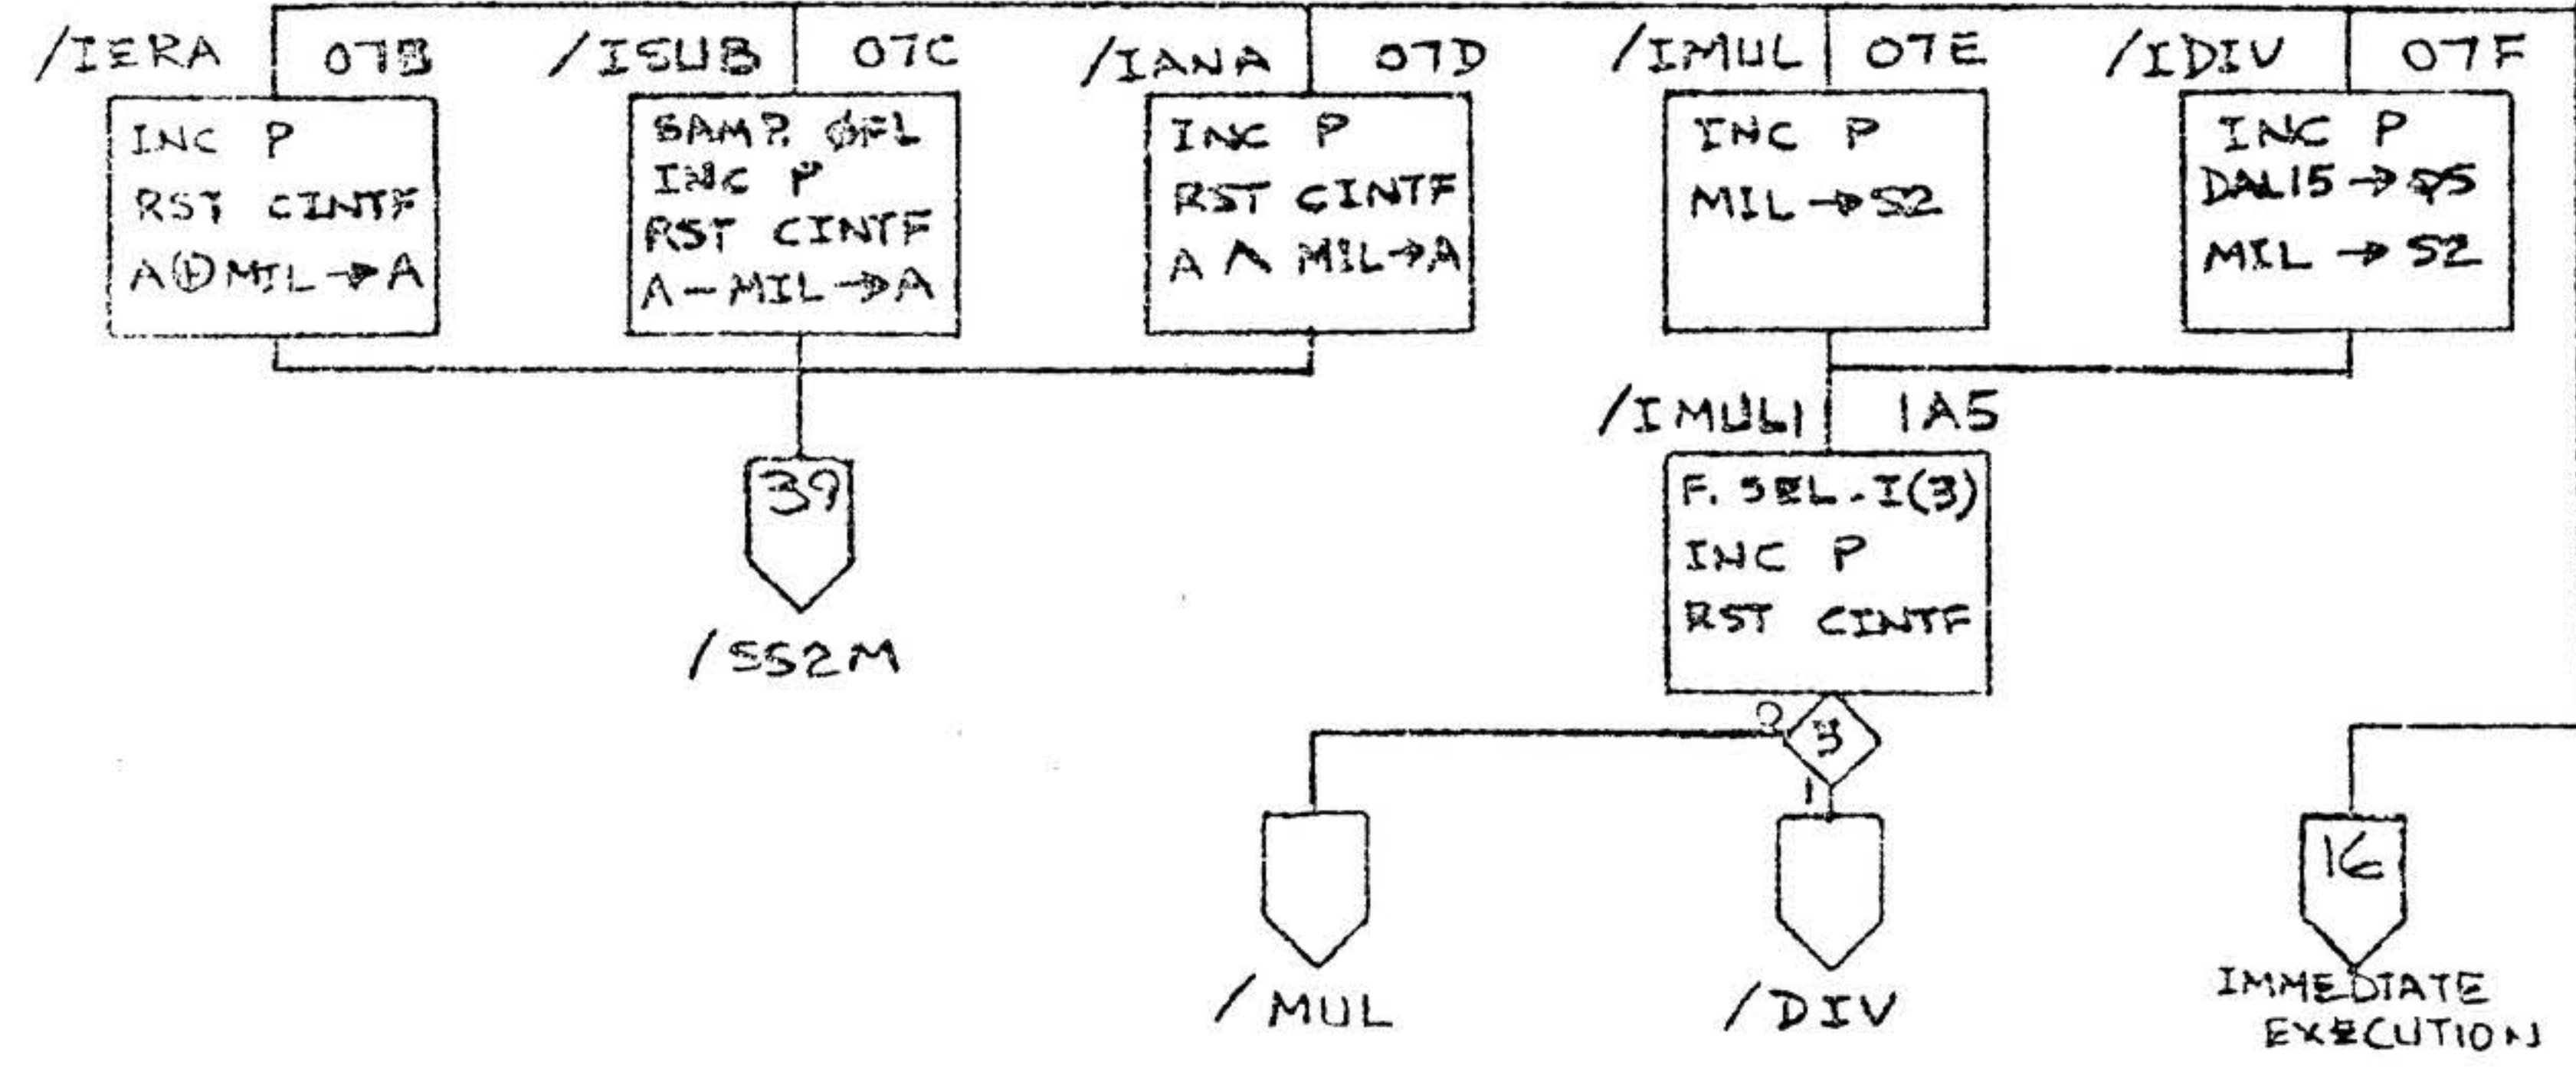 /IERA 07B
INC P
RST CINTF
A⊕MIL→A
/ISUB 07C
SAMP. ØFL
INC P
RST CINTF
A-MIL→A
/IANA 07D
INC P
RST CINTF
A ∧ MIL→A
/IMUL 07E
INC P
MIL→S2
/IDIV 07F
INC P
DAL15→
MIL→S2
39
/SS2M
/IMUL1 1A5
F. SEL-I(3)
INC P
RST CINTF
3
1
/MUL
/DIV
16
IMMEDIATE
EXECUTION